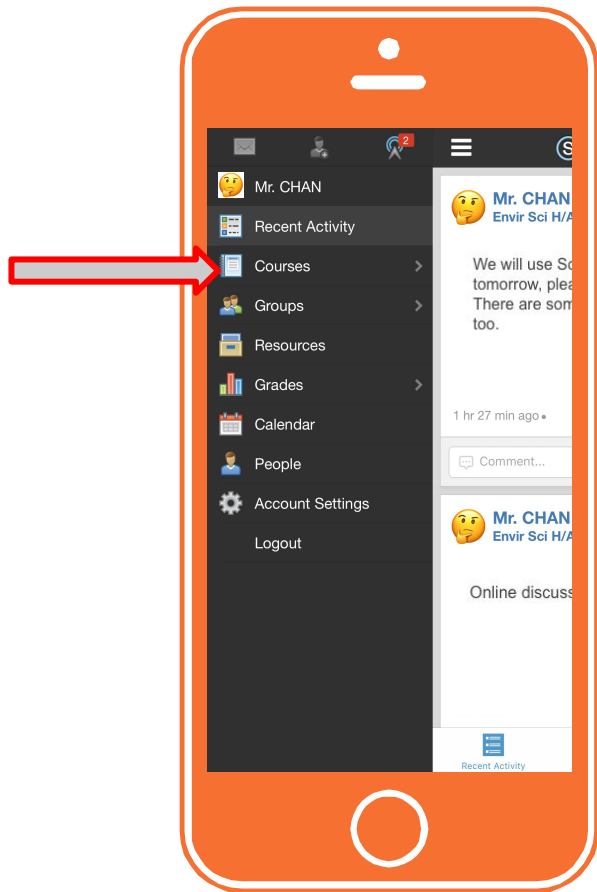 2
Mr. CHAN
Recent Activity
Courses
Groups
Resources
Grades
Calendar
People
Account Settings
Logout
S
Mr. CHAN
Envir Sci H/A
We will use Sc
tomorrow, plea
There are som
too.
1 hr 27 min ago •
Comment...
Mr. CHAN
Envir Sci H/A
Online discuss
Recent Activity